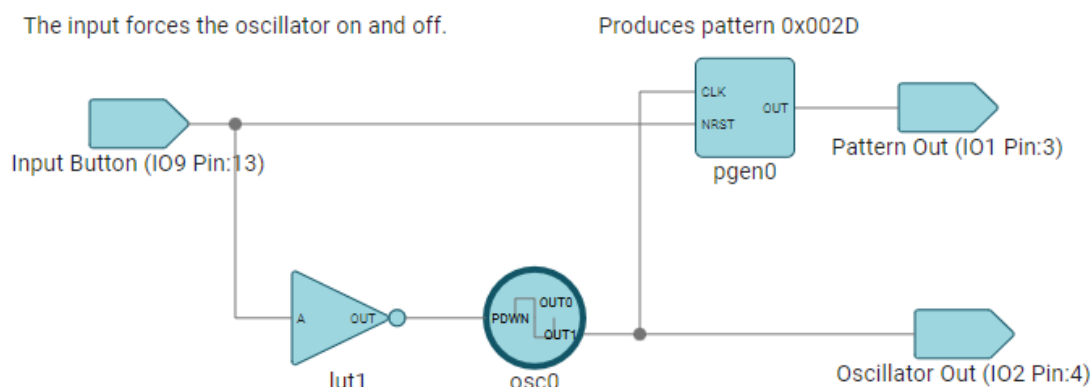 The input forces the oscillator on and off.
Produces pattern 0x002D
CLK
OUT
NRST
Input Button (IO9 Pin:13)
Pattern Out (IO1 Pin:3)
pgen0
A
OUT
PDWN
OUT0
OUT1
lut1
osc0
Oscillator Out (IO2 Pin:4)